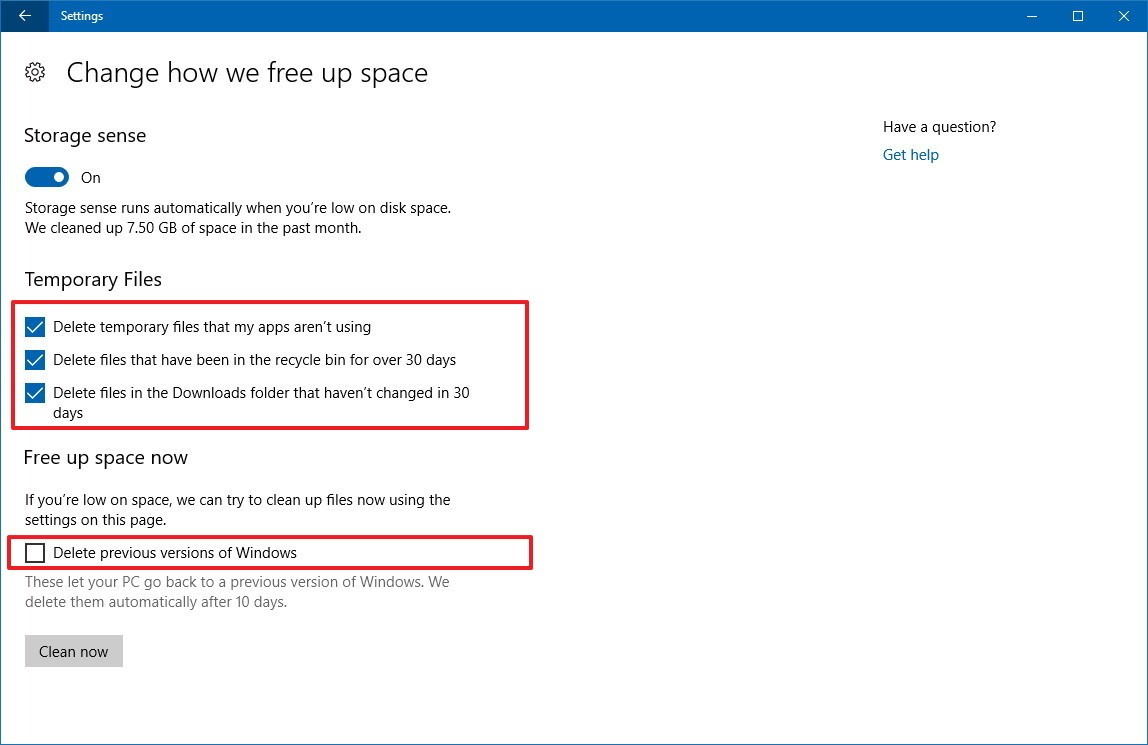 Settings
Change how we free up space
Storage sense
Have a question?
On
Get help
Storage sense runs automatically when you’re low on disk space.
We cleaned up 7.50 GB of space in the past month.
Temporary Files
Delete temporary files that my apps aren’t using
Delete files that have been in the recycle bin for over 30 days
Delete files in the Downloads folder that haven’t changed in 30
days
Free up space now
If you’re low on space, we can try to clean up files now using the
settings on this page.
Delete previous versions of Windows
These let your PC go back to a previous version of Windows. We
delete them automatically after 10 days.
Clean now